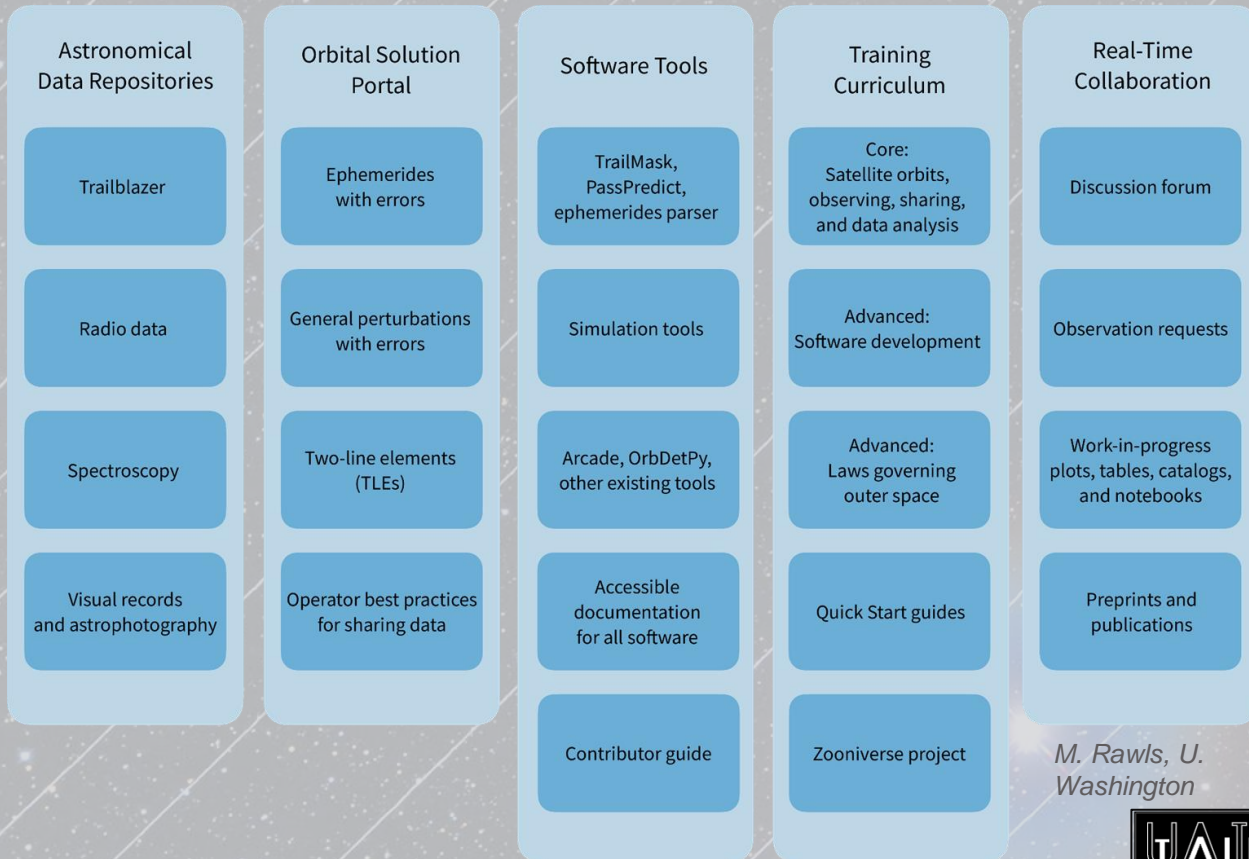 Astronomical
Data Repositories
Trailblazer
Radio data
Spectroscopy
Visual records
and astrophotography
Orbital Solution
Portal
Ephemerides
with errors
General perturbations
with errors
Two-line elements
(TLEs)
Operator best practices
for sharing data
Software Tools
TrailMask,
PassPredict,
ephemerides parser
Simulation tools
Arcade, OrbDetPy,
other existing tools
Accessible
documentation
for all software
Contributor guide
Training
Curriculum
Core:
Satellite orbits,
observing, sharing,
and data analysis
Advanced:
Software development
Advanced:
Laws governing
outer space
Quick Start guides
Zooniverse project
Real-Time
Collaboration
Discussion forum
Observation requests
Work-in-progress
plots, tables, catalogs,
and notebooks
Preprints and
publications
M. Rawls, U.
Washington